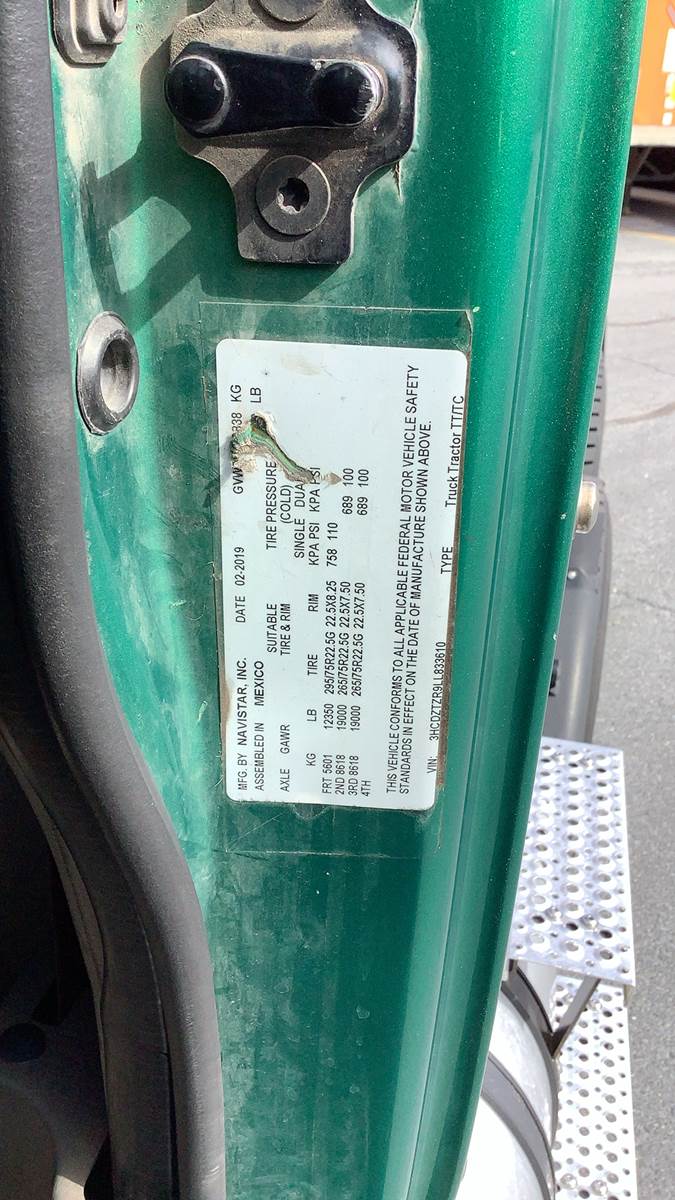 MFG. BY NAVISTAR, INC. DATE 02-2019 KG
ASSEMBLED IN MEXICO LB
AXLE GAWR SUITABLE TIRE PRESSURE
TIRE & RIM (COLD)
SINGLE
KG LB TIRE RIM KPA PSI KPA
FRT 5601 12350 295/75R22.5G 22.5X8.25 758 110
2ND 8618 19000 265/75R22.5G 22.5X7.50 689 100
3RD 8618 19000 265/75R22.5G 22.5X7.50 689 100
4TH
THIS VEHICLE CONFORMS TO ALL APPLICABLE FEDERAL MOTOR VEHICLE SAFETY
STANDARDS IN EFFECT ON THE DATE OF MANUFACTURE SHOWN ABOVE.
VIN: 3HCDZTZR9LL833610 TYPE Truck Tractor TT/TC